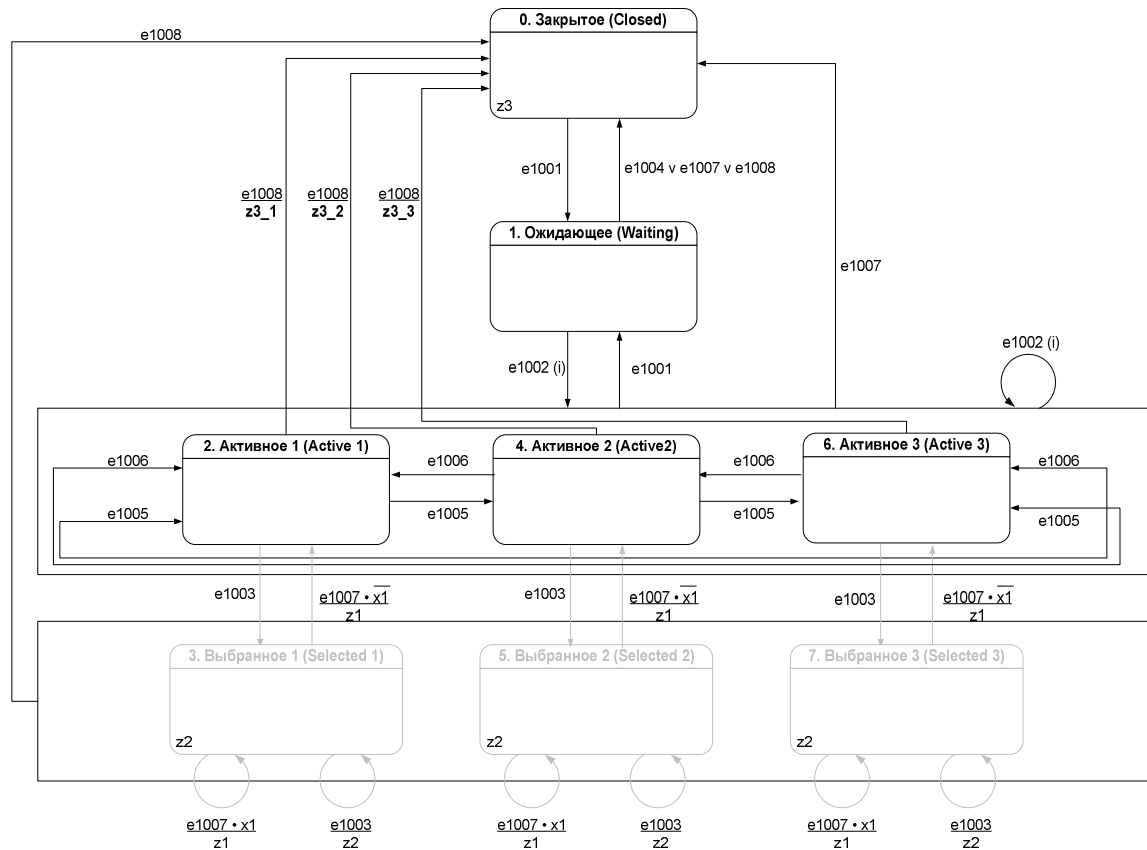 0. Закрытое (Closed)
e1008
z3
e1001
e1004 v e1007 v e1008
e1008
z3_1
e1008
z3_2
e1008
z3_3
1. Ожидающее (Waiting)
e1007
e1002 (i)
e1001
e1002 (i)
2. Активное 1 (Active 1)
4. Активное 2 (Active2)
6. Активное 3 (Active 3)
e1006
e1006
e1006
e1006
e1005
e1005
e1005
e1005
e1003
e1007 • x1
z1
e1003
e1007 • x1
z1
e1003
e1007 • x1
z1
3. Выбранное 1 (Selected 1)
5. Выбранное 2 (Selected 2)
7. Выбранное 3 (Selected 3)
z2
z2
z2
e1007 • x1
z1
e1003
z2
e1007 • x1
z1
e1003
z2
e1007 • x1
z1
e1003
z2